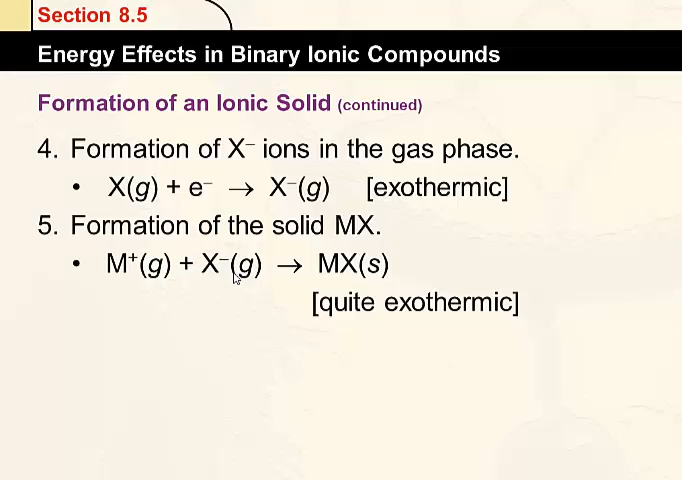 Section 8.5
Energy Effects in Binary Ionic Compounds
Formation of an Ionic Solid (continued)
4. Formation of X⁻ ions in the gas phase.
• X(g) + e⁻ → X⁻(g) [exothermic]
5. Formation of the solid MX.
• M⁺(g) + X⁻(g) → MX(s)
[quite exothermic]